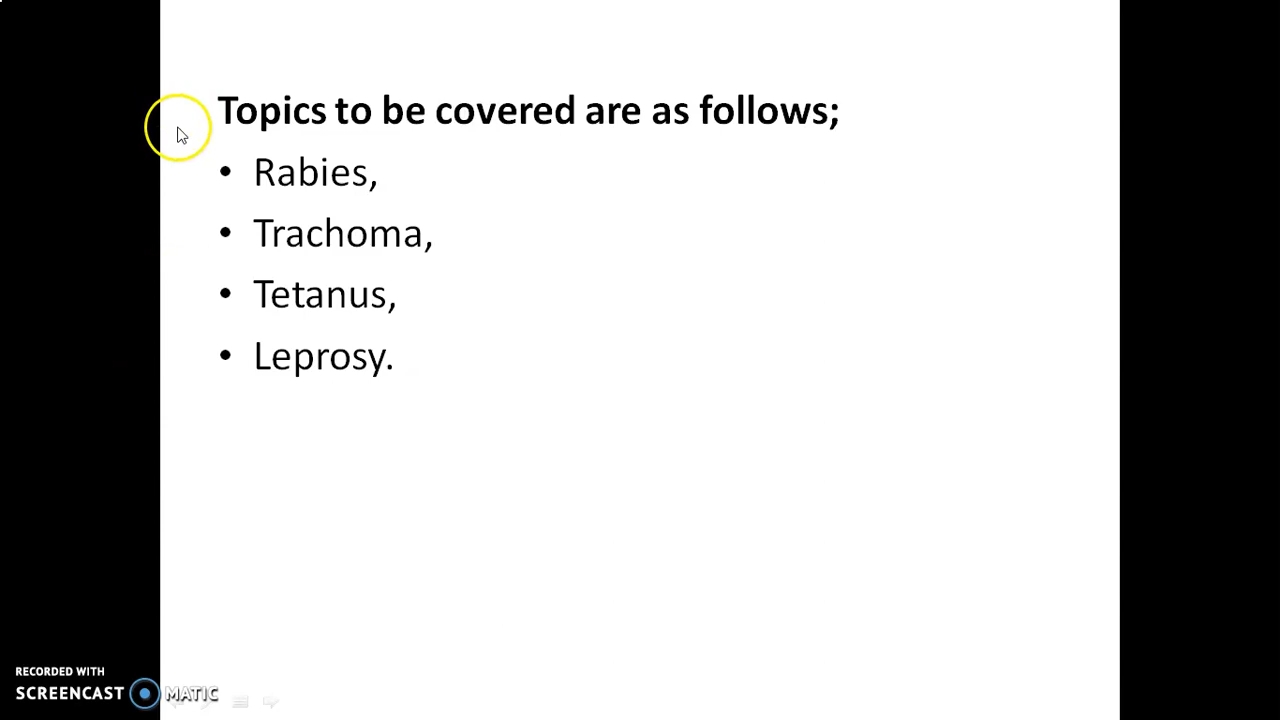 Topics to be covered are as follows;
• Rabies,
• Trachoma,
• Tetanus,
• Leprosy.
RECORDED WITH
SCREENCAST MATIC